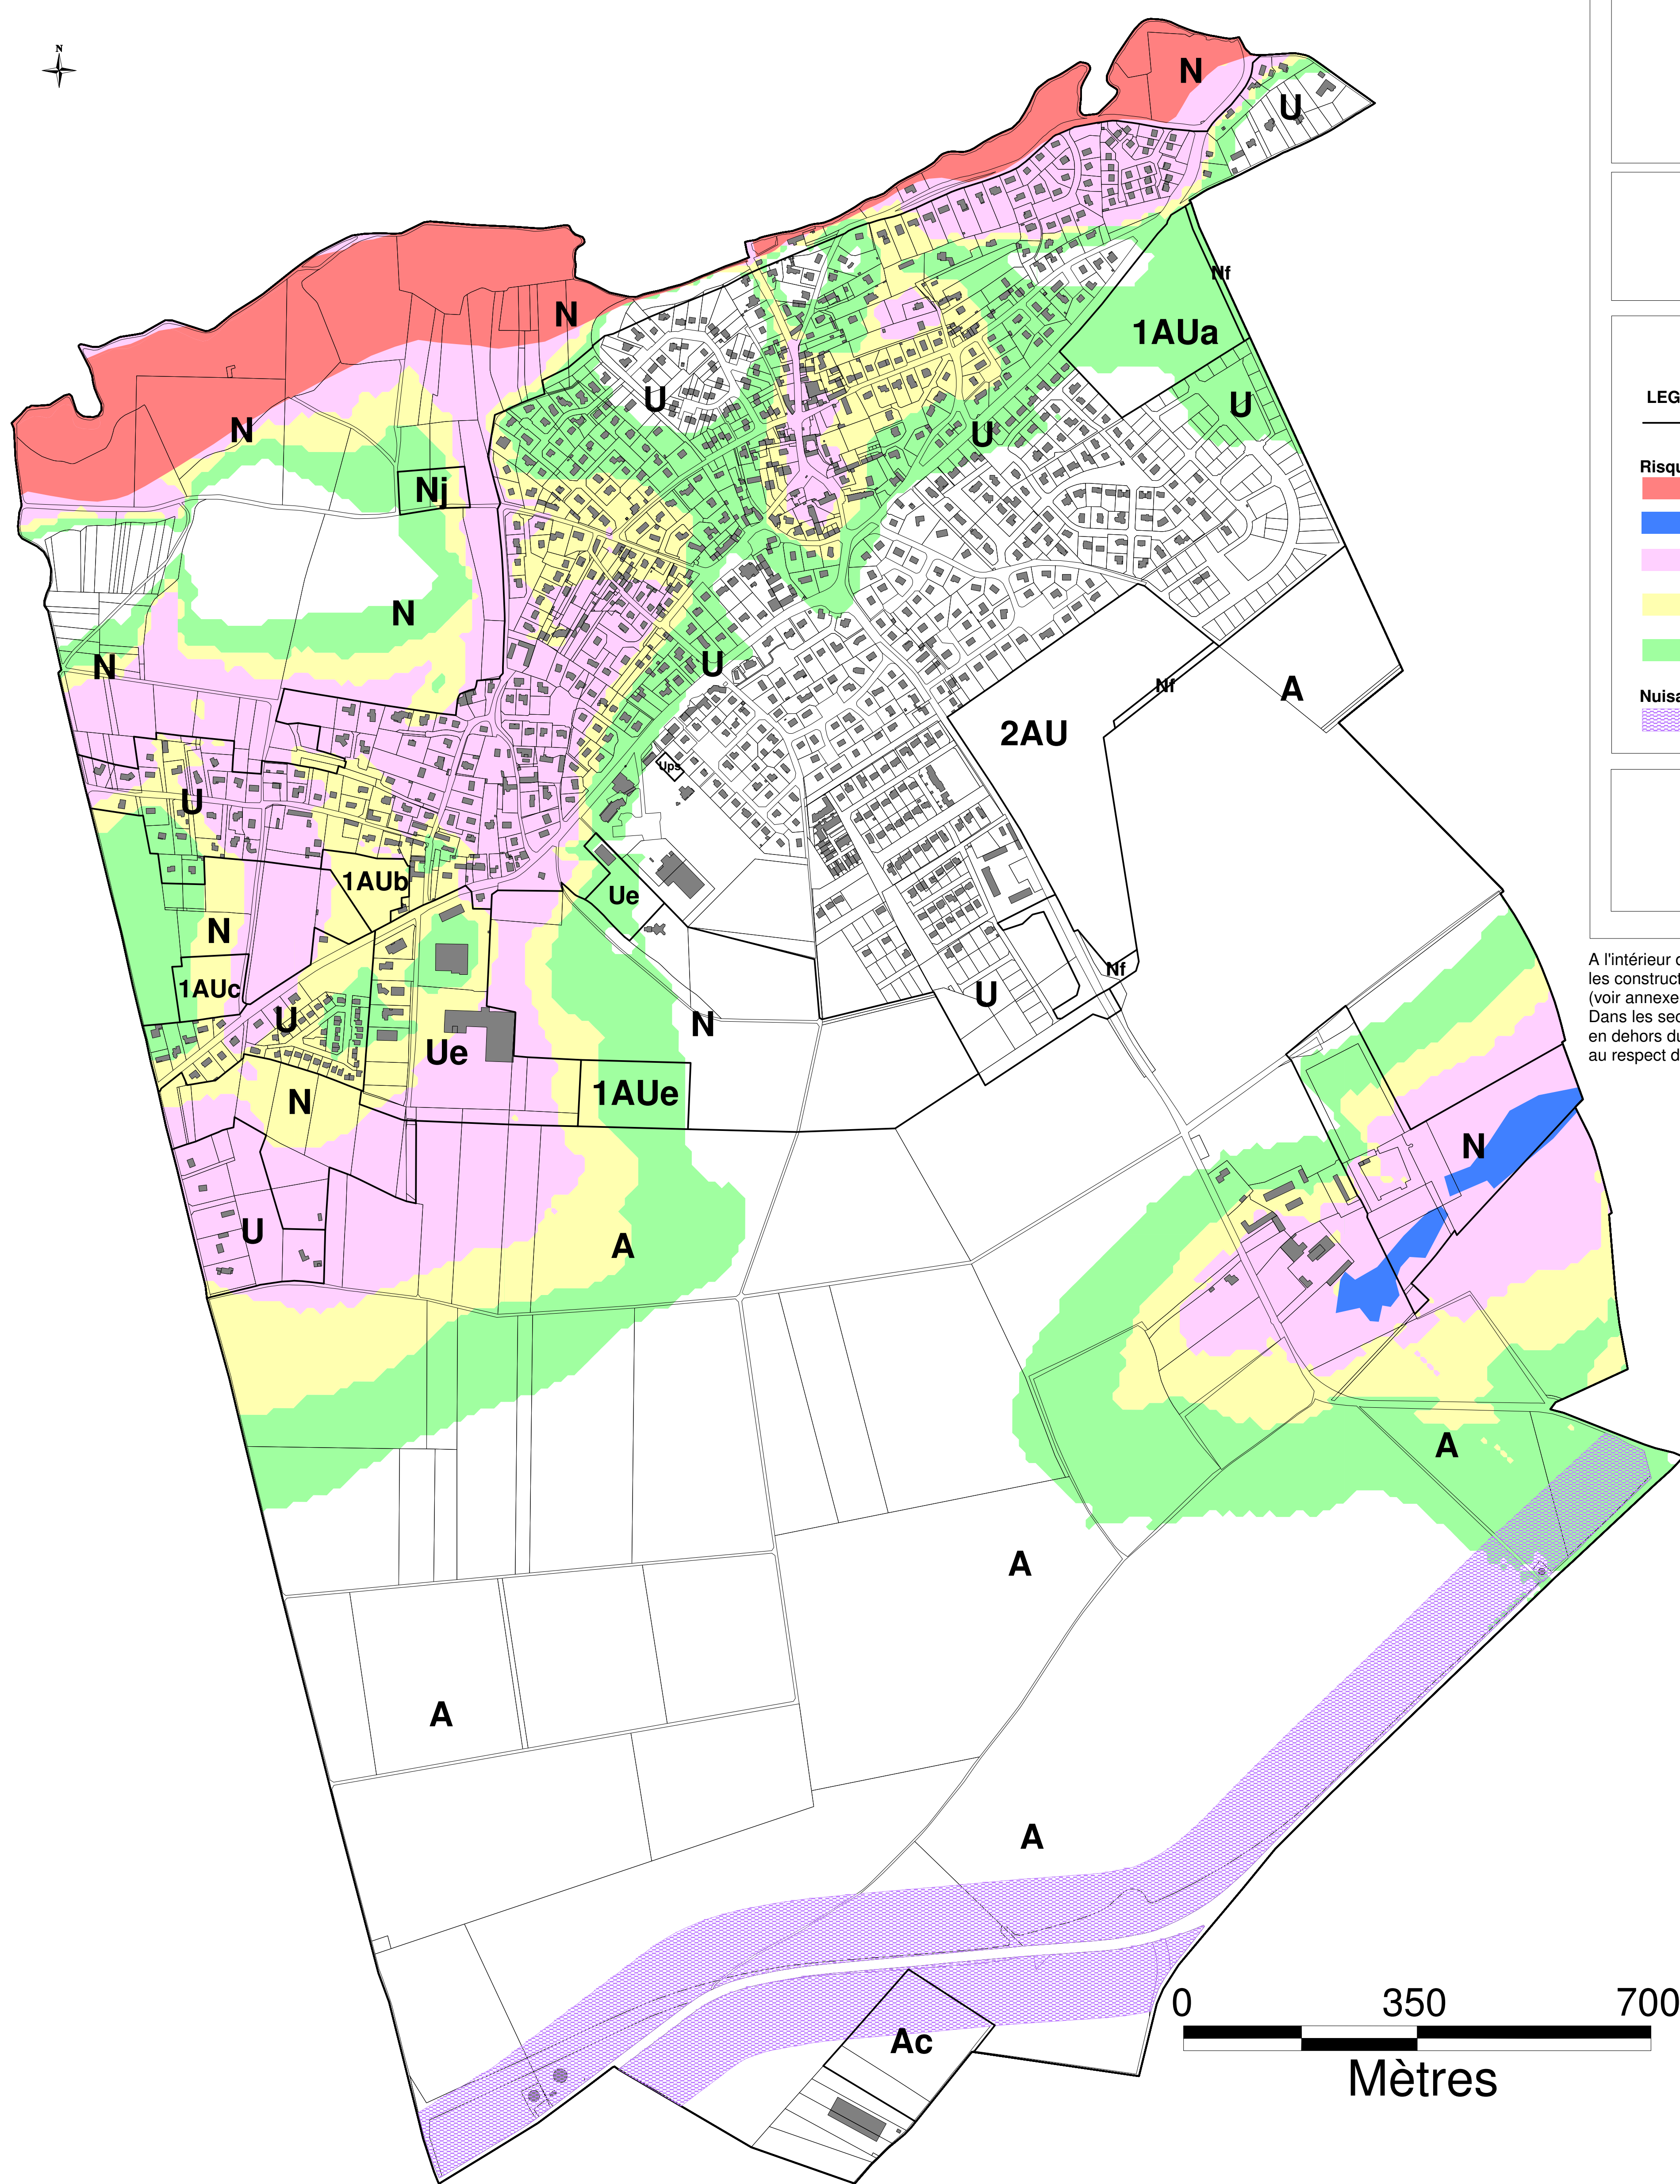 N
N
U
Nf
1AUa
N
U
U
LEG
U
N
Risqu
Nj
N
U
N
A
Nf
Nuisa
2AU
Ups
U
1AUb
Ue
N
A l'intérieur d
Nf
les construct
1AUc
U
(voir annexe
U
N
Dans les sec
en dehors du
Ue
au respect d
1AUe
N
N
U
A
A
A
A
A
0 350 700
Ac
Mètres